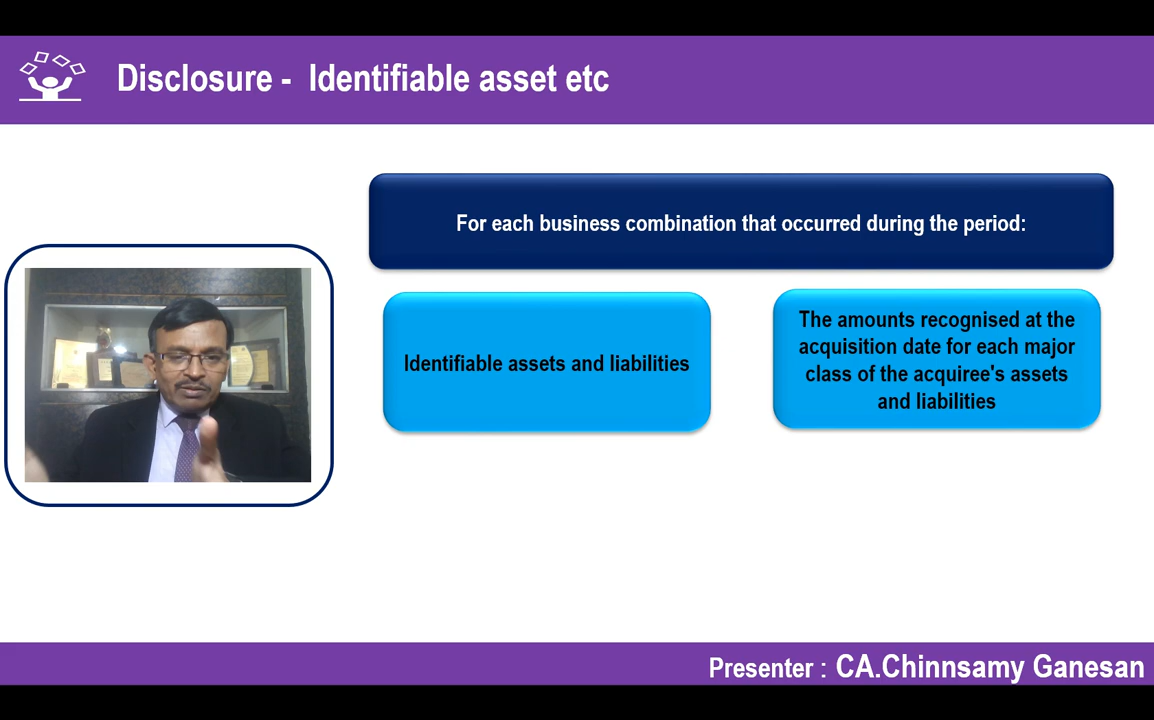 Disclosure - Identifiable asset etc
For each business combination that occurred during the period:
Identifiable assets and liabilities
The amounts recognised at the
acquisition date for each major
class of the acquiree's assets
and liabilities
Presenter : CA.Chinnsamy Ganesan